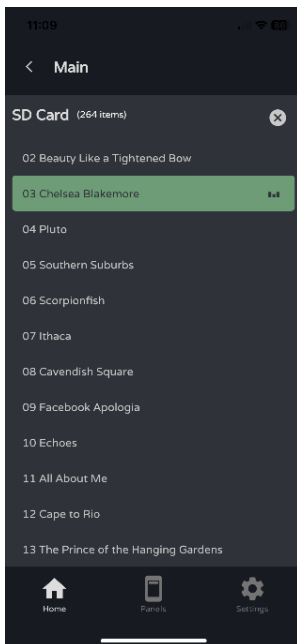 11:09
Main
SD Card (264 items)
02 Beauty Like a Tightened Bow
03 Chelsea Blakemore
04 Pluto
05 Southern Suburbs
06 Scorpionfish
07 Ithaca
08 Cavendish Square
09 Facebook Apologia
10 Echoes
11 All About Me
12 Cape to Rio
13 The Prince of the Hanging Gardens
Home Panels Settings